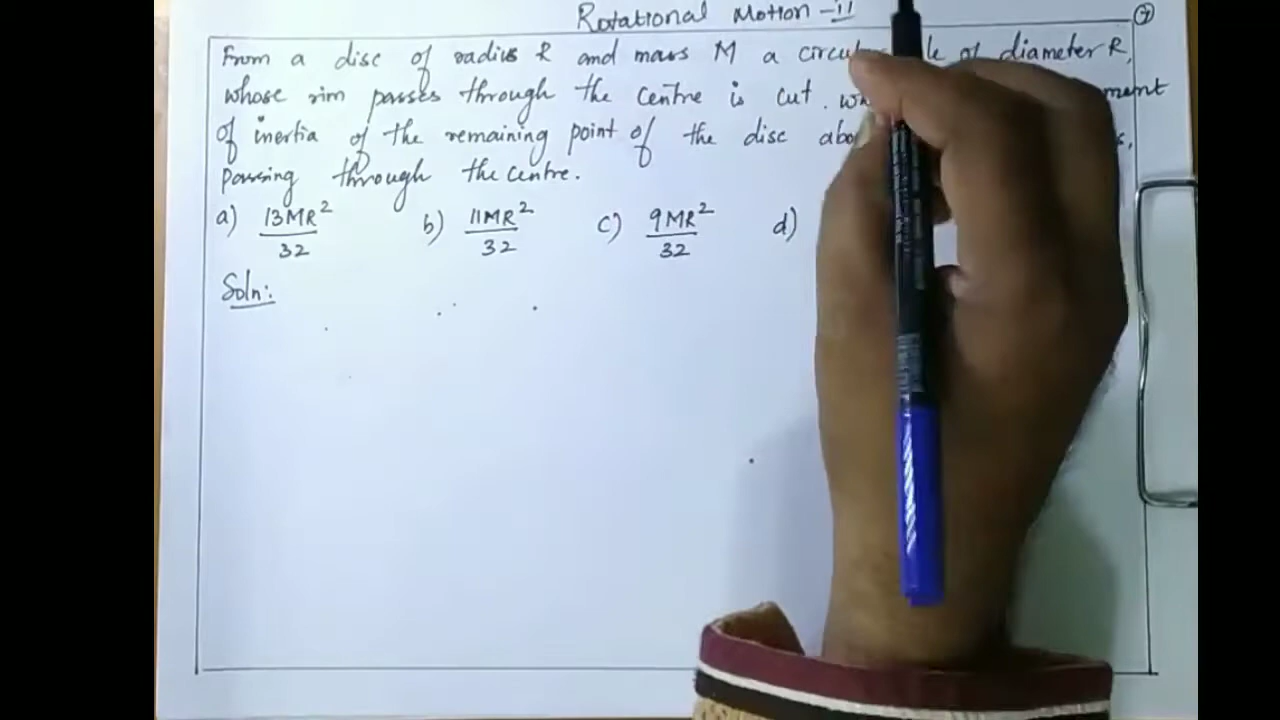 Rotational Motion - II
7
From a disc of radius R and mass M a of diameter R,
whose rim passes through the centre is cut.
of inertia of the remaining point of the disc
passing through the centre.
a) 13MR²/32 b) 11MR²/32 c) 9MR²/32 d)
Soln: